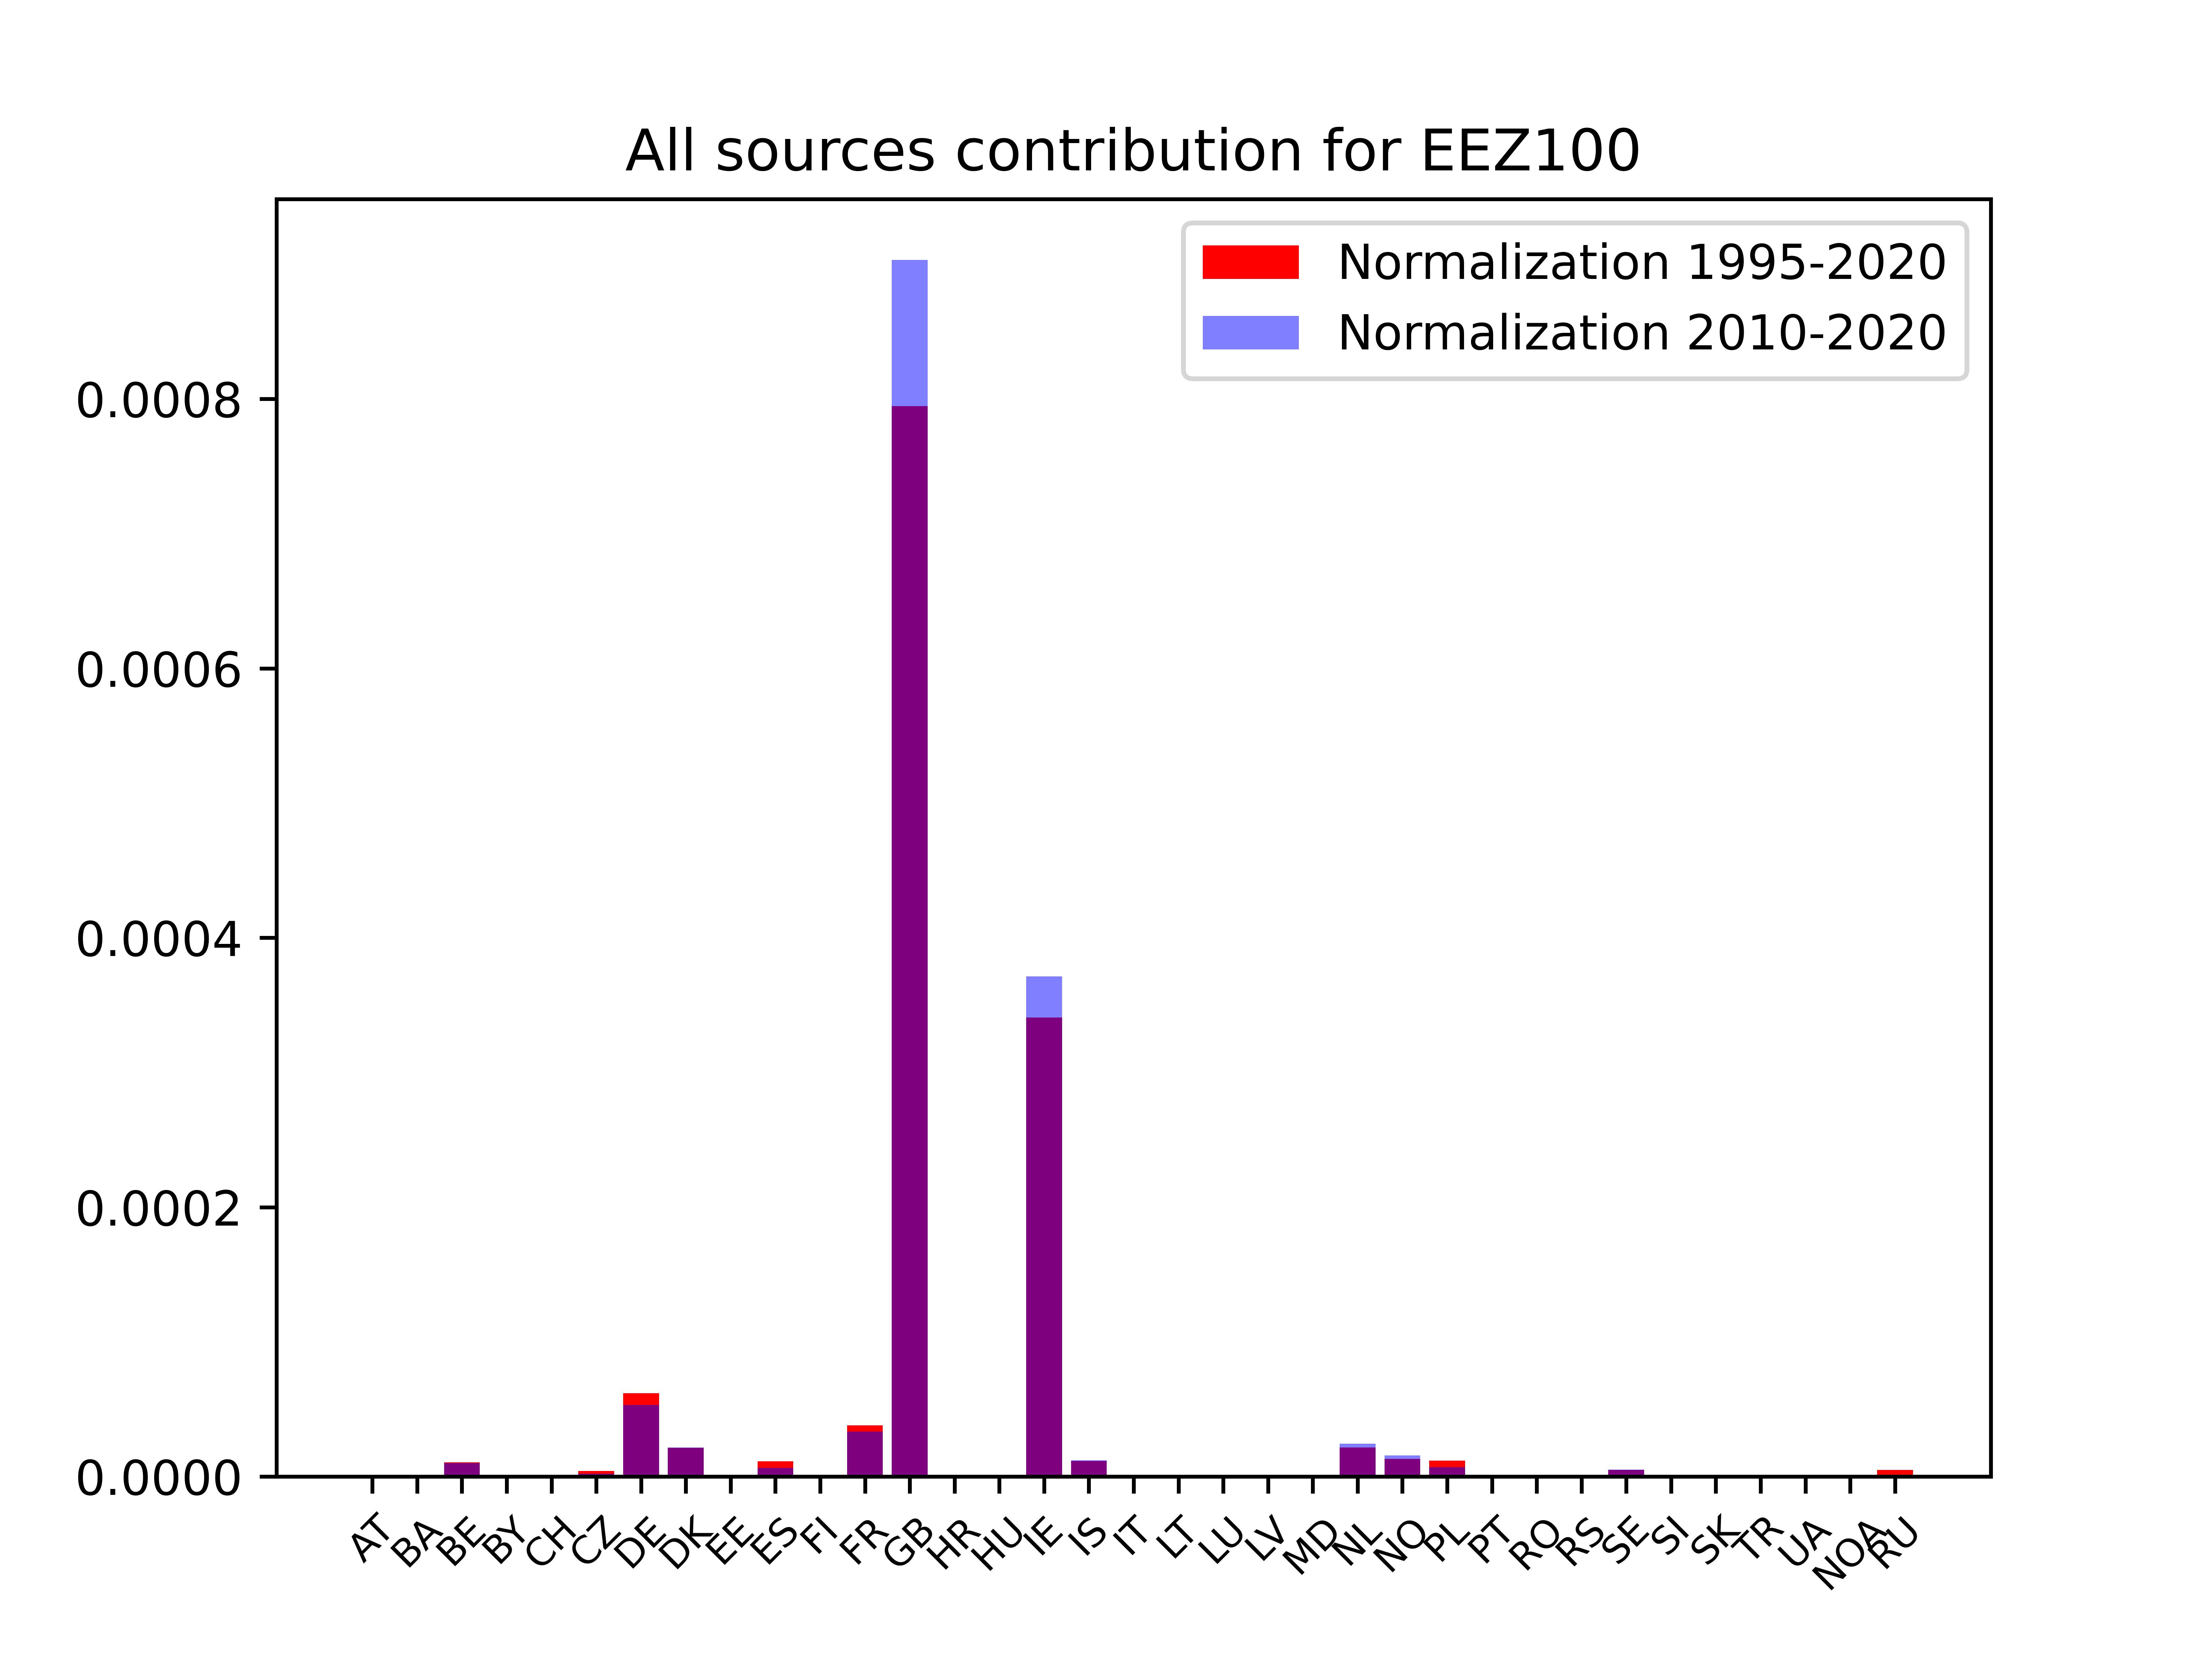 All sources contribution for EEZ100
Normalization 1995-2020
Normalization 2010-2020
0.0008
0.0006
0.0004
0.0002
0.0000
AT BA BE BY CH CZ DE DK EE ES FI FR GB HR HU IE IS IT LT LU LV MD NL NO PL PT RO RS SE SI SK TR UA NOA RU